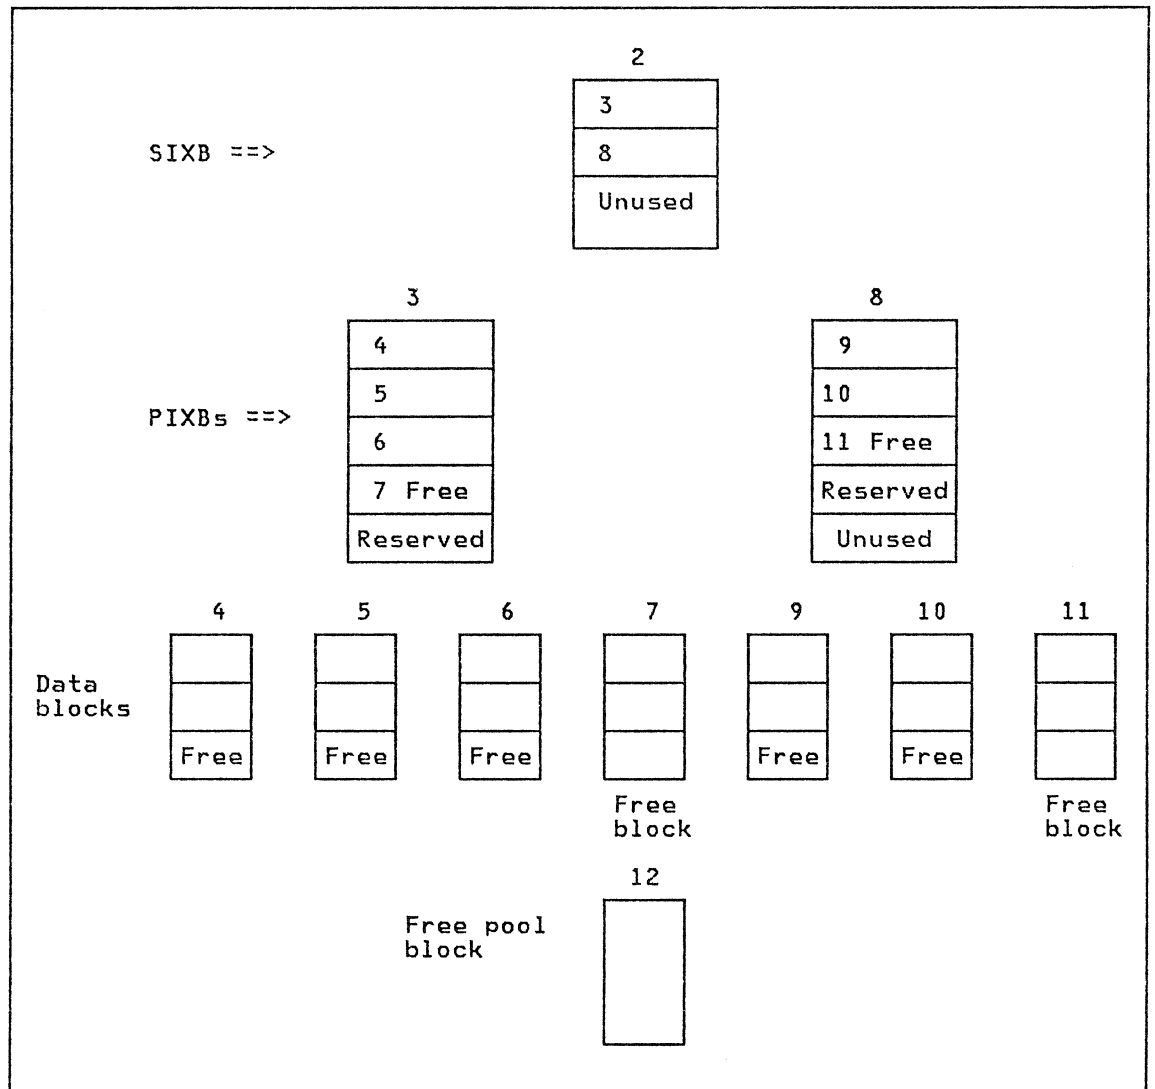 2
3
SIXB ==>
8
Unused
3
8
4
9
5
10
PIXBs ==>
6
11 Free
7 Free
Reserved
Reserved
Unused
4
5
6
7
9
10
11
Data
blocks
Free
Free
Free
Free
Free
Free
block
Free
block
12
Free pool
block